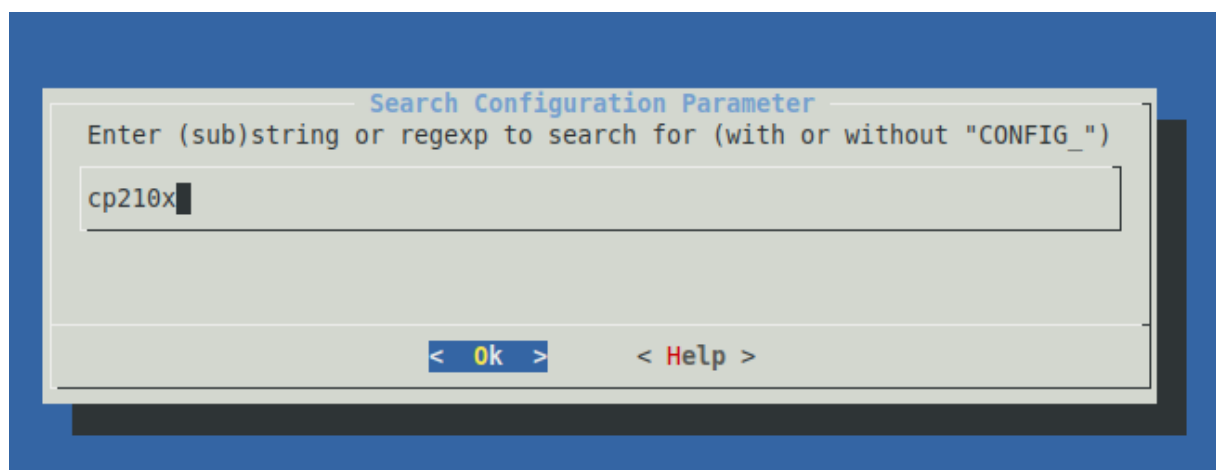 Search Configuration Parameter
Enter (sub)string or regexp to search for (with or without "CONFIG_")
cp210x
< Ok > < Help >